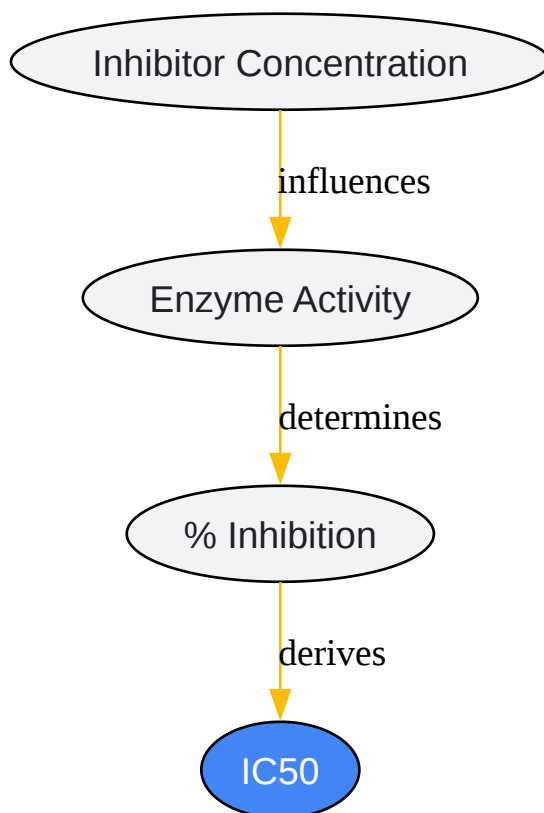 Inhibitor Concentration
influences
Enzyme Activity
determines
% Inhibition
derives
IC50